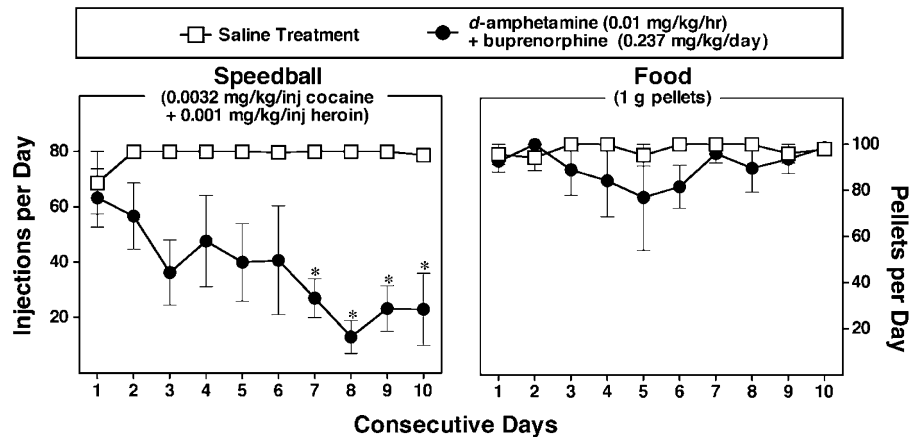 Saline Treatment
d-amphetamine (0.01 mg/kg/hr)
+ buprenorphine (0.237 mg/kg/day)
Speedball
(0.0032 mg/kg/inj cocaine
+ 0.001 mg/kg/inj heroin)
Food
(1 g pellets)
Injections per Day
80
60
40
20
* * * *
1 2 3 4 5 6 7 8 9 10
100
80
60
40
20
Pellets per Day
1 2 3 4 5 6 7 8 9 10
Consecutive Days